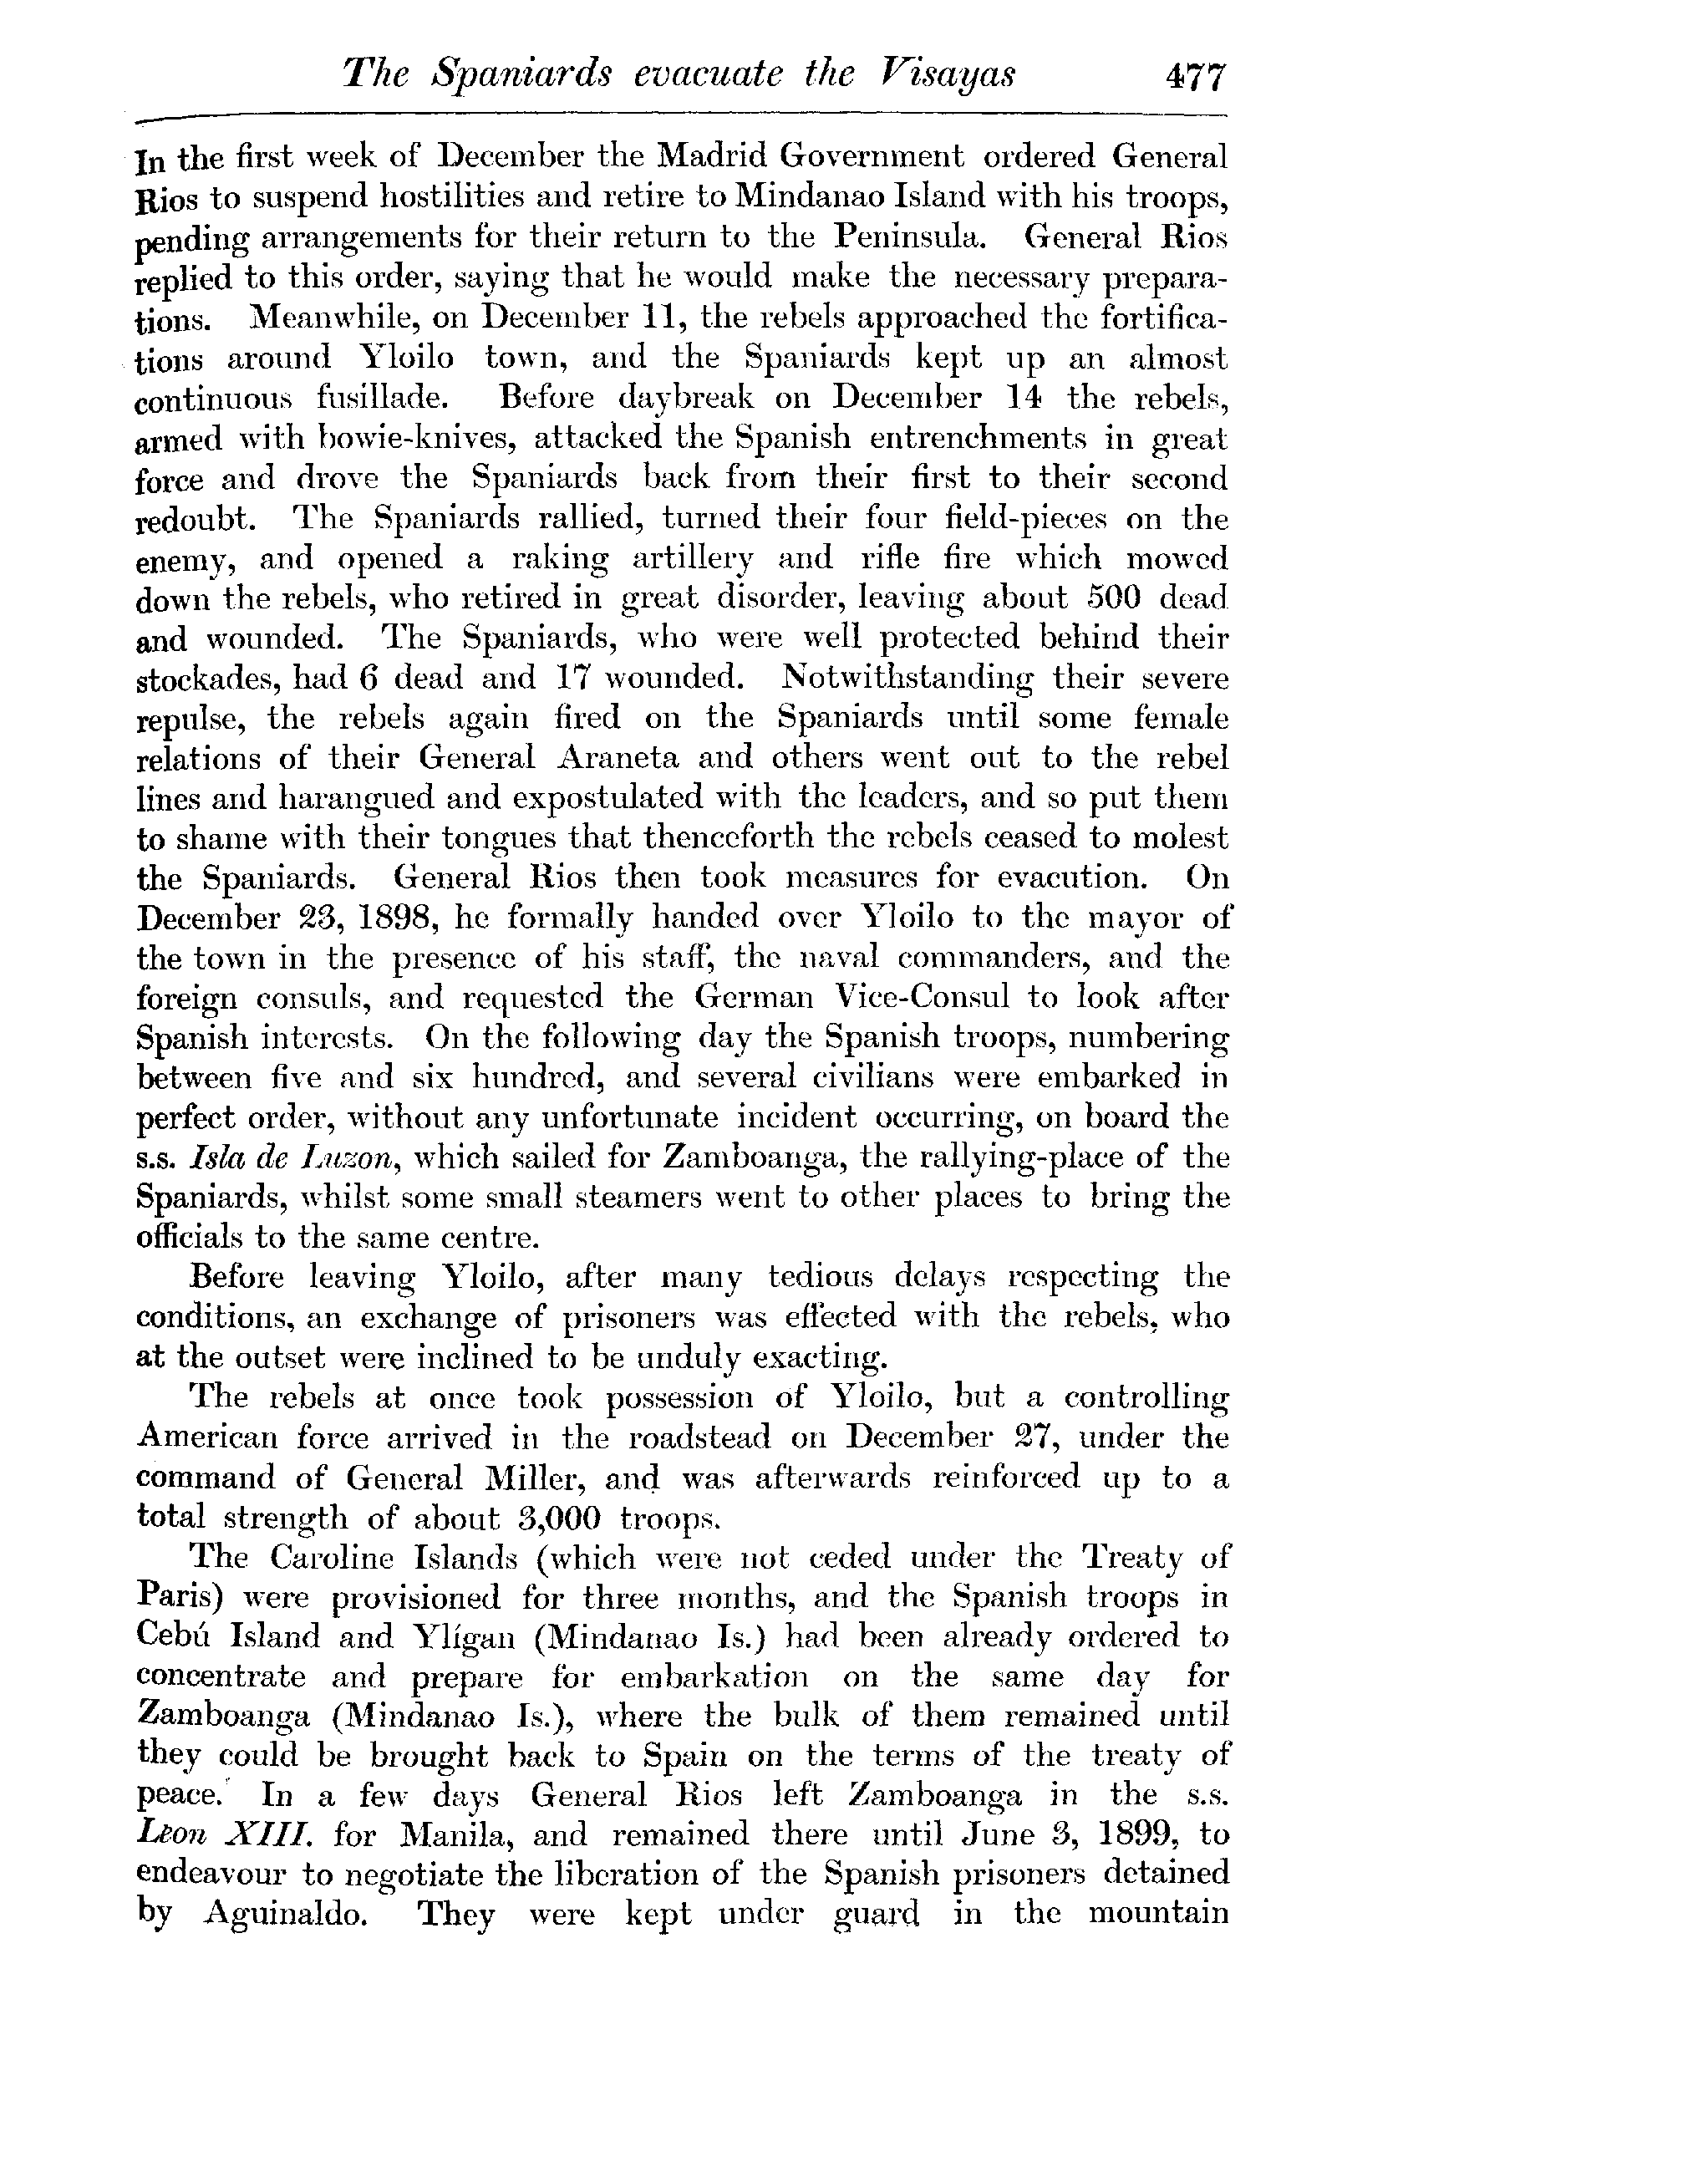 The Spaniards evacuate the Visayas 477
In the first week of December the Madrid Government ordered General
Rios to suspend hostilities and retire to Mindanao Island with his troops,
pending arrangements for their return to the Peninsula. General Rios
replied to this order, saying that he would make the necessary prepara-
tions. Meanwhile, on December 11, the rebels approached the fortifica-
tions around Yloilo town, and the Spaniards kept up an almost
continuous fusillade. Before daybreak on December 14 the rebels,
armed with bowie-knives, attacked the Spanish entrenchments in great
force and drove the Spaniards back from their first to their second
redoubt. The Spaniards rallied, turned their four field-pieces on the
enemy, and opened a raking artillery and rifle fire which mowed
down the rebels, who retired in great disorder, leaving about 500 dead
and wounded. The Spaniards, who were well protected behind their
stockades, had 6 dead and 17 wounded. Notwithstanding their severe
repulse, the rebels again fired on the Spaniards until some female
relations of their General Araneta and others went out to the rebel
lines and harangued and expostulated with the leaders, and so put them
to shame with their tongues that thenceforth the rebels ceased to molest
the Spaniards. General Rios then took measures for evacution. On
December 23, 1898, he formally handed over Yloilo to the mayor of
the town in the presence of his staff, the naval commanders, and the
foreign consuls, and requested the German Vice-Consul to look after
Spanish interests. On the following day the Spanish troops, numbering
between five and six hundred, and several civilians were embarked in
perfect order, without any unfortunate incident occurring, on board the
s.s. Isla de Luzon, which sailed for Zamboanga, the rallying-place of the
Spaniards, whilst some small steamers went to other places to bring the
officials to the same centre.
Before leaving Yloilo, after many tedious delays respecting the
conditions, an exchange of prisoners was effected with the rebels, who
at the outset were inclined to be unduly exacting.
The rebels at once took possession of Yloilo, but a controlling
American force arrived in the roadstead on December 27, under the
command of General Miller, and was afterwards reinforced up to a
total strength of about 3,000 troops.
The Caroline Islands (which were not ceded under the Treaty of
Paris) were provisioned for three months, and the Spanish troops in
Cebú Island and Ylígan (Mindanao Is.) had been already ordered to
concentrate and prepare for embarkation on the same day for
Zamboanga (Mindanao Is.), where the bulk of them remained until
they could be brought back to Spain on the terms of the treaty of
peace. In a few days General Rios left Zamboanga in the s.s.
Leon XIII. for Manila, and remained there until June 3, 1899, to
endeavour to negotiate the liberation of the Spanish prisoners detained
by Aguinaldo. They were kept under guard in the mountain